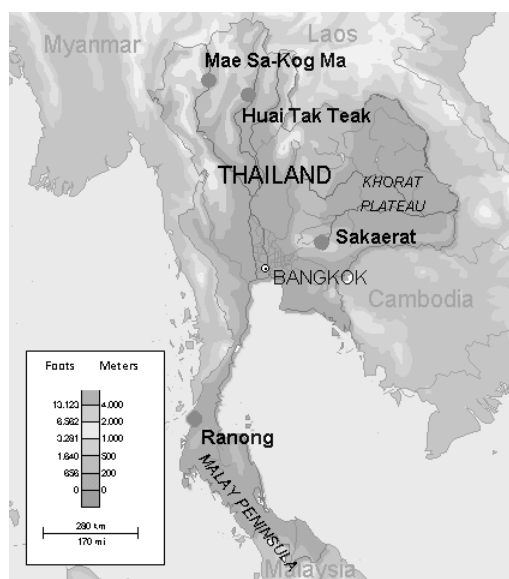 Myanmar
Laos
Mae Sa-Kog Ma
Huai Tak Teak
THAILAND
KHORAT
PLATEAU
Sakaerat
BANGKOK
Cambodia
Foots Meters
13,123 4,000
6,562 2,000
3,281 1,000
1,640 500
656 200
0 0
280 km
170 mi
Ranong
MALAY PENINSULA
Malaysia